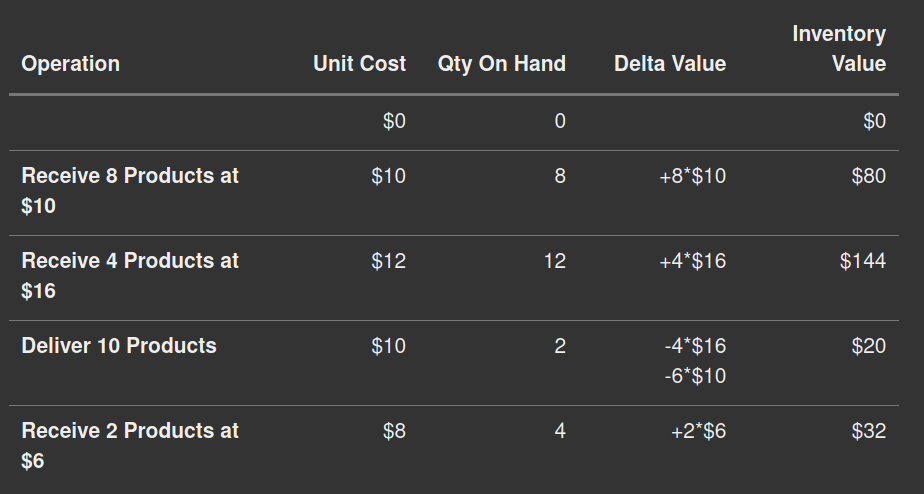 Operation Unit Cost Qty On Hand Delta Value Inventory Value
$0 0 $0
Receive 8 Products at $10 8 +8*$10 $80
$10
Receive 4 Products at $12 12 +4*$16 $144
$16
Deliver 10 Products $10 2 -4*$16 $20
-6*$10
Receive 2 Products at $8 4 +2*$6 $32
$6